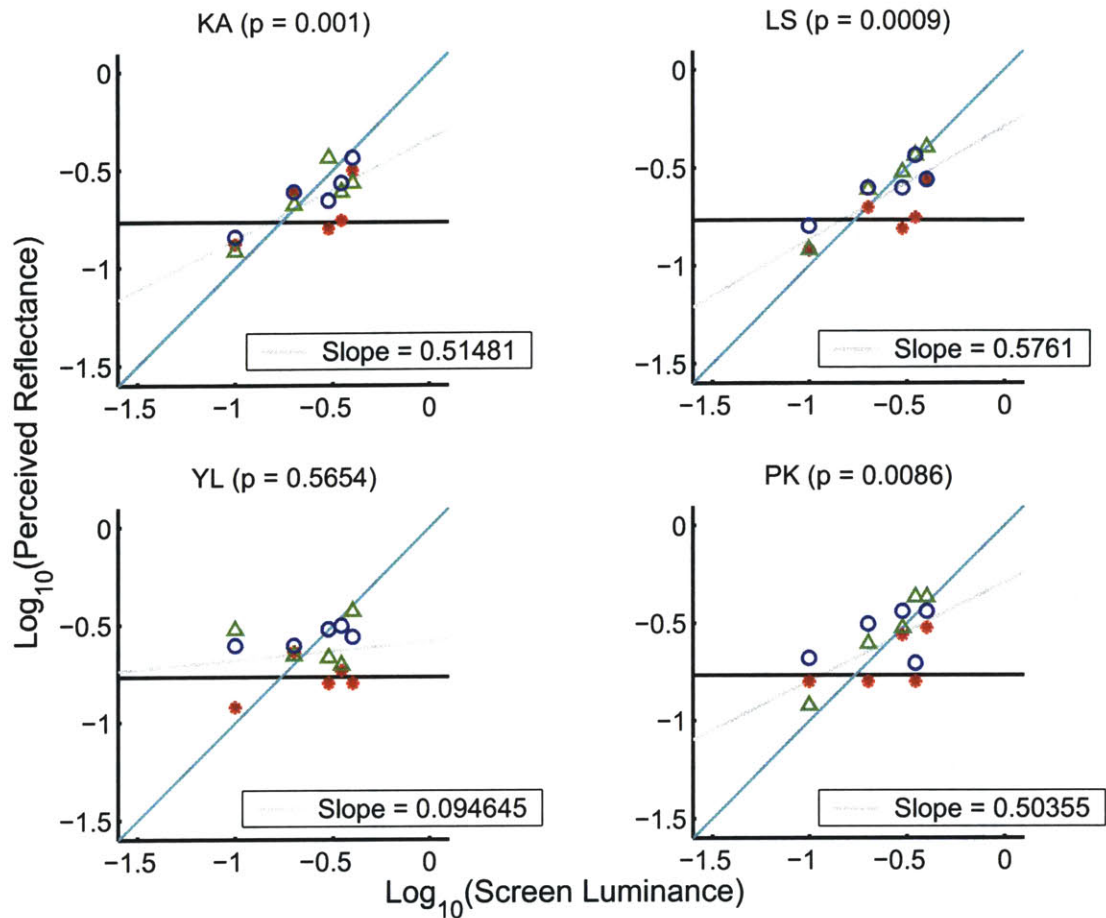 KA (p = 0.001)
LS (p = 0.0009)
0
−0.5
−1
−1.5
Slope = 0.51481
−1.5 −1 −0.5 0
0
−0.5
−1
−1.5
Slope = 0.5761
−1.5 −1 −0.5 0
Log10(Perceived Reflectance)
YL (p = 0.5654)
PK (p = 0.0086)
0
−0.5
−1
−1.5
Slope = 0.094645
−1.5 −1 −0.5 0
0
−0.5
−1
−1.5
Slope = 0.50355
−1.5 −1 −0.5 0
Log10(Screen Luminance)